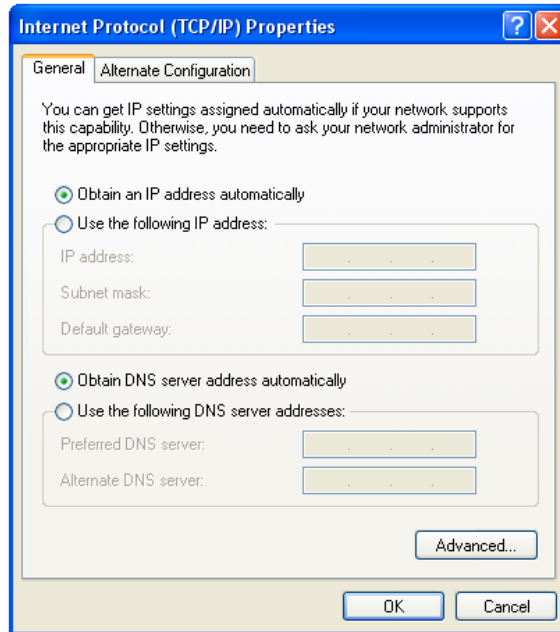 Internet Protocol (TCP/IP) Properties
General
Alternate Configuration
You can get IP settings assigned automatically if your network supports
this capability. Otherwise, you need to ask your network administrator for
the appropriate IP settings.
Obtain an IP address automatically
Use the following IP address:
IP address:
Subnet mask:
Default gateway:
Obtain DNS server address automatically
Use the following DNS server addresses:
Preferred DNS server:
Alternate DNS server:
Advanced...
OK
Cancel